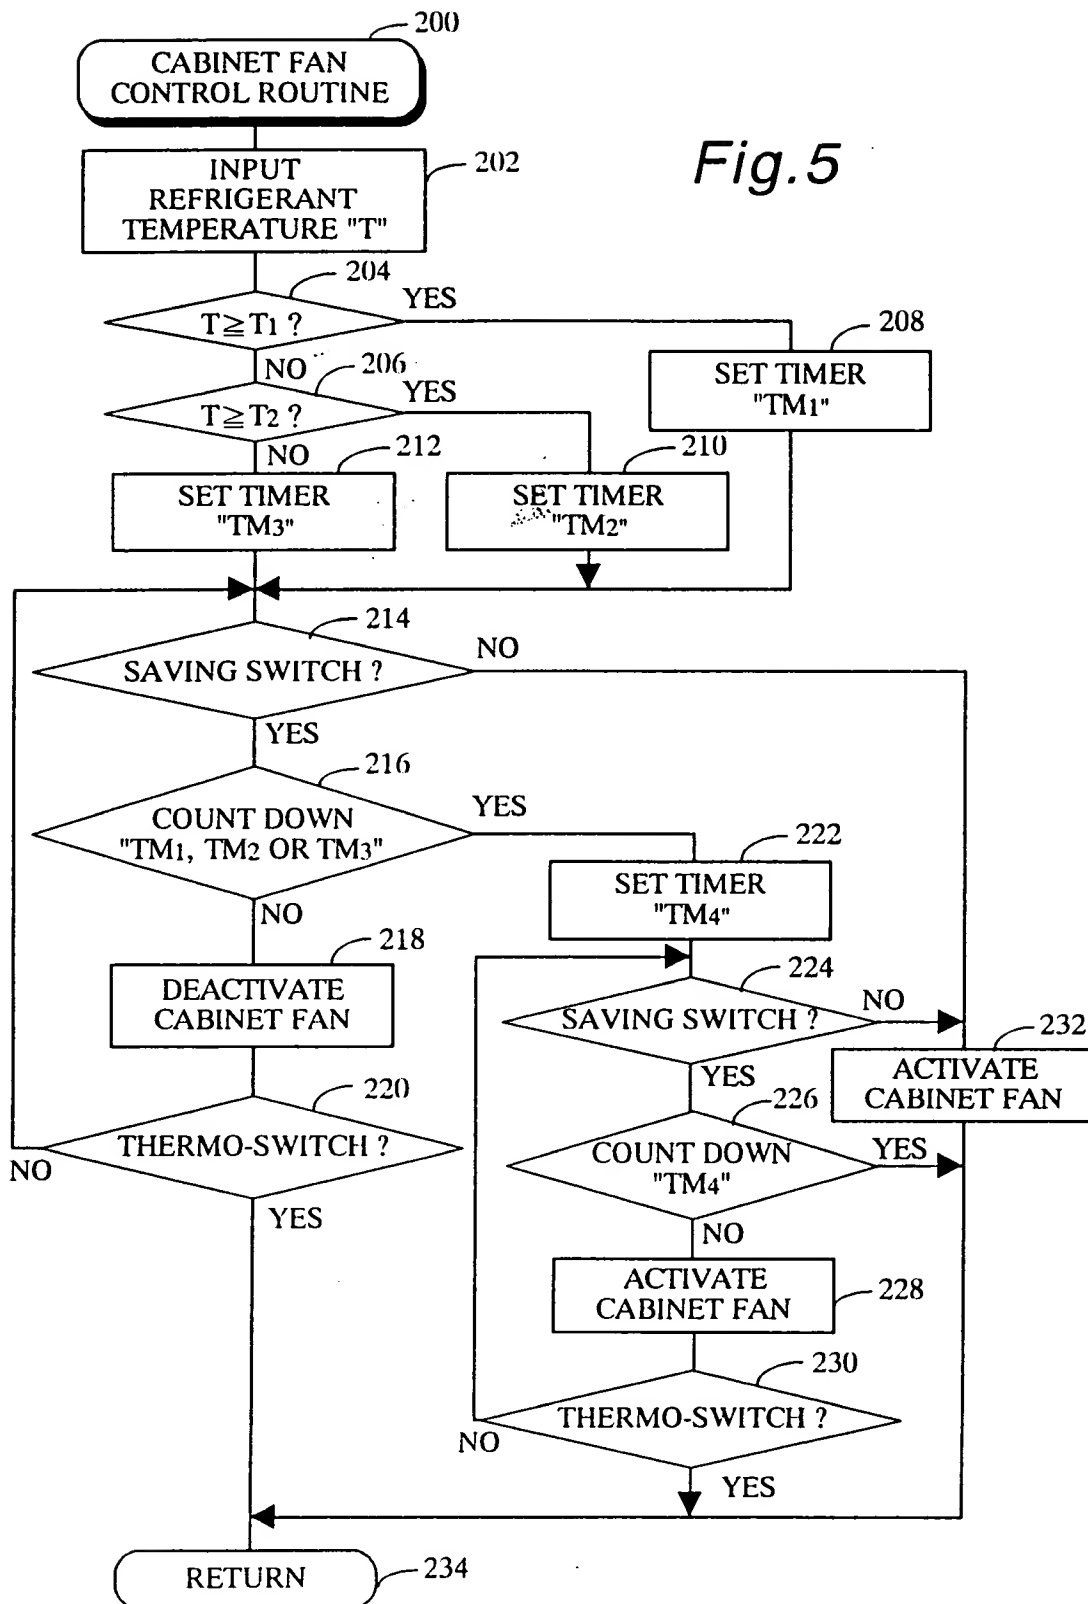 200
CABINET FAN
CONTROL ROUTINE
Fig.5
INPUT
REFRIGERANT
TEMPERATURE "T"
202
204
T≧T1 ?
YES
NO
206
T≧T2 ?
YES
NO
208
SET TIMER
"TM1"
212
SET TIMER
"TM3"
210
SET TIMER
"TM2"
214
SAVING SWITCH ?
NO
YES
216
COUNT DOWN
"TM1, TM2 OR TM3"
YES
NO
222
SET TIMER
"TM4"
218
DEACTIVATE
CABINET FAN
224
SAVING SWITCH ?
NO
YES
232
ACTIVATE
CABINET FAN
220
THERMO-SWITCH ?
NO
YES
226
COUNT DOWN
"TM4"
YES
NO
ACTIVATE
CABINET FAN
228
230
THERMO-SWITCH ?
NO
YES
RETURN
234